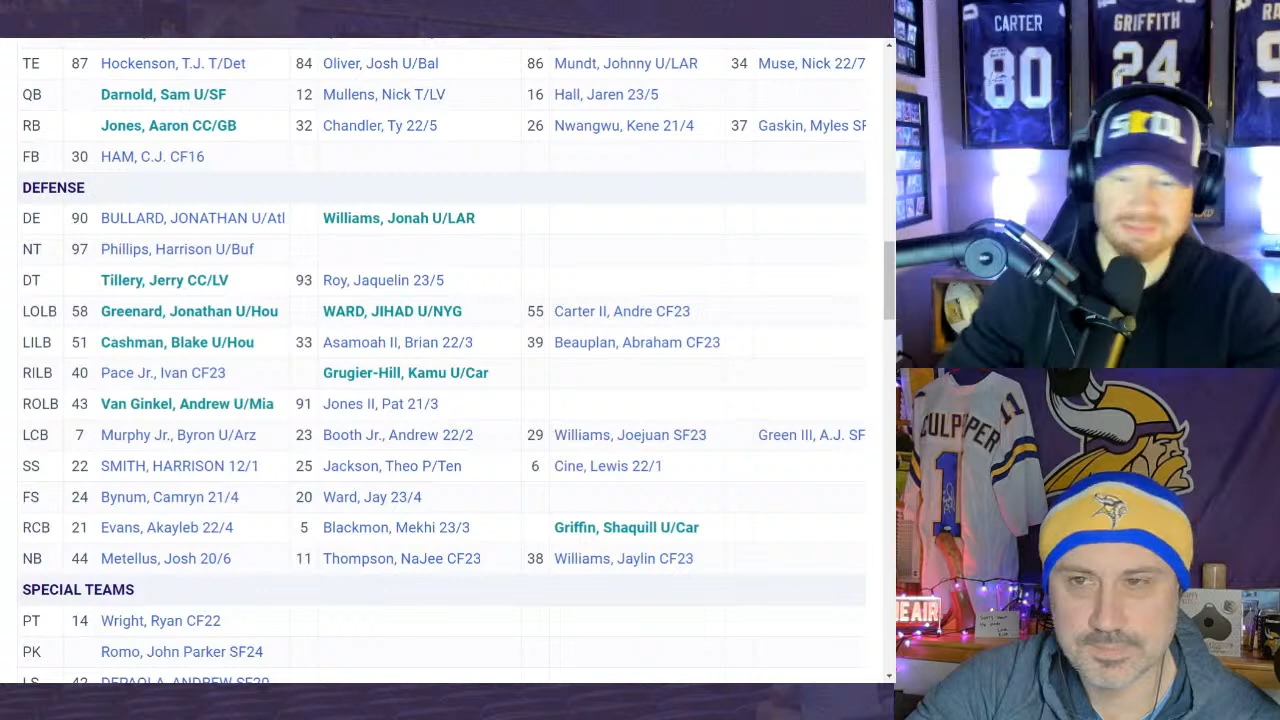 TE 87 Hockenson, T.J. T/Det 84 Oliver, Josh U/Bal 86 Mundt, Johnny U/LAR 34 Muse, Nick 22/7
QB Darnold, Sam U/SF 12 Mullens, Nick T/LV 16 Hall, Jaren 23/5
RB Jones, Aaron CC/GB 32 Chandler, Ty 22/5 26 Nwangwu, Kene 21/4 37 Gaskin, Myles SF
FB 30 HAM, C.J. CF16
DEFENSE
DE 90 BULLARD, JONATHAN U/Atl Williams, Jonah U/LAR
NT 97 Phillips, Harrison U/Buf
DT Tillery, Jerry CC/LV 93 Roy, Jaquelin 23/5
LOLB 58 Greenard, Jonathan U/Hou WARD, JIHAD U/NYG 55 Carter II, Andre CF23
LILB 51 Cashman, Blake U/Hou 33 Asamoah II, Brian 22/3 39 Beauplan, Abraham CF23
RILB 40 Pace Jr., Ivan CF23 Grugier-Hill, Kamu U/Car
ROLB 43 Van Ginkel, Andrew U/Mia 91 Jones II, Pat 21/3
LCB 7 Murphy Jr., Byron U/Arz 23 Booth Jr., Andrew 22/2 29 Williams, Joejuan SF23 Green III, A.J. SF
SS 22 SMITH, HARRISON 12/1 25 Jackson, Theo P/Ten 6 Cine, Lewis 22/1
FS 24 Bynum, Camryn 21/4 20 Ward, Jay 23/4
RCB 21 Evans, Akayleb 22/4 5 Blackmon, Mekhi 23/3 Griffin, Shaquill U/Car
NB 44 Metellus, Josh 20/6 11 Thompson, NaJee CF23 38 Williams, Jaylin CF23
SPECIAL TEAMS
PT 14 Wright, Ryan CF22
PK Romo, John Parker SF24
LS 42 DEPAOLA, ANDREW SF20
CARTER
80
GRIFFITH
24
RA
CULPEPPER
11
1